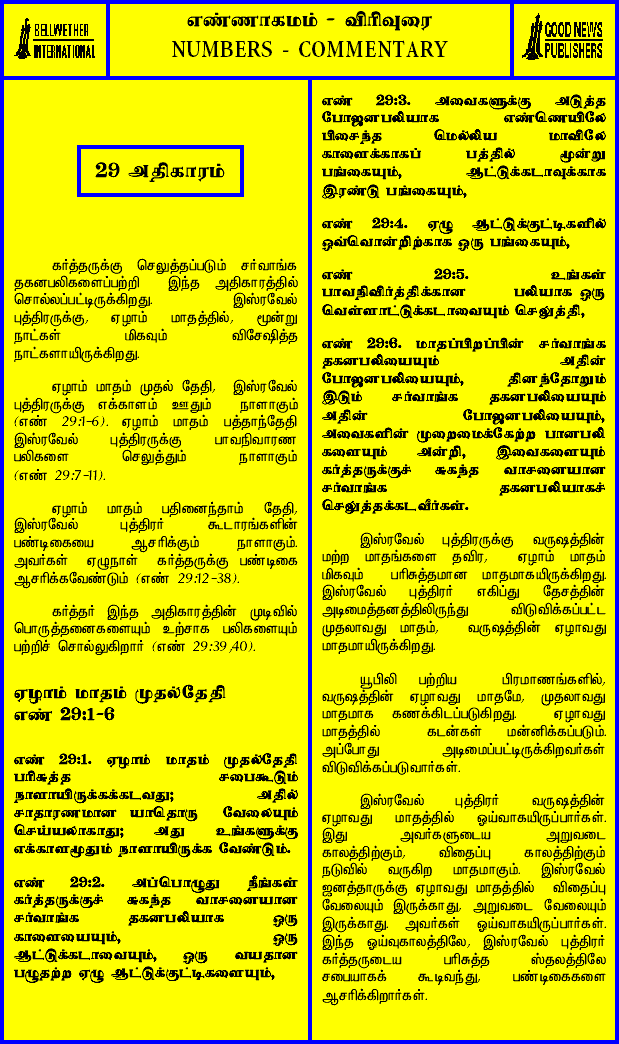 BELLWETHER
INTERNATIONAL
எண்ணாகமம் - விரிவுரை
NUMBERS - COMMENTARY
GOOD NEWS
PUBLISHERS
29 அதிகாரம்
கர்த்தருக்கு செலுத்தப்படும் சர்வாங்க
தகனபலிகளைப்பற்றி இந்த அதிகாரத்தில்
சொல்லப்பட்டிருக்கிறது. இஸ்ரவேல்
புத்திரருக்கு, ஏழாம் மாதத்தில், மூன்று
நாட்கள் மிகவும் விசேஷித்த
நாட்களாயிருக்கிறது.
ஏழாம் மாதம் முதல் தேதி, இஸ்ரவேல்
புத்திரருக்கு எக்காளம் ஊதும் நாளாகும்
(எண் 29:1-6). ஏழாம் மாதம் பத்தாந்தேதி
இஸ்ரவேல் புத்திரருக்கு பாவநிவாரண
பலிகளை செலுத்தும் நாளாகும்
(எண் 29:7-11).
ஏழாம் மாதம் பதினைந்தாம் தேதி,
இஸ்ரவேல் புத்திரர் கூடாரங்களின்
பண்டிகையை ஆசரிக்கும் நாளாகும்.
அவர்கள் ஏழுநாள் கர்த்தருக்கு பண்டிகை
ஆசரிக்கவேண்டும் (எண் 29:12-38).
கர்த்தர் இந்த அதிகாரத்தின் முடிவில்
பொருத்தனைகளையும் உற்சாக பலிகளையும்
பற்றிச் சொல்லுகிறார் (எண் 29:39,40).
ஏழாம் மாதம் முதல்தேதி
எண் 29:1-6
எண் 29:1. ஏழாம் மாதம் முதல்தேதி
பரிசுத்த சபைகூடும்
நாளாயிருக்கக்கடவது; அதில்
சாதாரணமான யாதொரு வேலையும்
செய்யலாகாது; அது உங்களுக்கு
எக்காளமூதும் நாளாயிருக்க வேண்டும்.
எண் 29:2. அப்பொழுது நீங்கள்
கர்த்தருக்குச் சுகந்த வாசனையான
சர்வாங்க தகனபலியாக ஒரு
காளையையும், ஒரு
ஆட்டுக்கடாவையும், ஒரு வயதான
பழுதற்ற ஏழு ஆட்டுக்குட்டிகளையும்,
எண் 29:3. அவைகளுக்கு அடுத்த
போஜனபலியாக எண்ணெயிலே
பிசைந்த மெல்லிய மாவிலே
காளைக்காகப் பத்தில் மூன்று
பங்கையும், ஆட்டுக்கடாவுக்காக
இரண்டு பங்கையும்,
எண் 29:4. ஏழு ஆட்டுக்குட்டிகளில்
ஒவ்வொன்றிற்காக ஒரு பங்கையும்,
எண் 29:5. உங்கள்
பாவநிவிர்த்திக்கான பலியாக ஒரு
வெள்ளாட்டுக்கடாவையும் செலுத்தி,
எண் 29:6. மாதப்பிறப்பின் சர்வாங்க
தகனபலியையும் அதின்
போஜனபலியையும், தினந்தோறும்
இடும் சர்வாங்க தகனபலியையும்
அதின் போஜனபலியையும்,
அவைகளின் முறைமைக்கேற்ற பானபலி
களையும் அன்றி, இவைகளையும்
கர்த்தருக்குச் சுகந்த வாசனையான
சர்வாங்க தகனபலியாகச்
செலுத்தக்கடவீர்கள்.
இஸ்ரவேல் புத்திரருக்கு வருஷத்தின்
மற்ற மாதங்களை தவிர, ஏழாம் மாதம்
மிகவும் பரிசுத்தமான மாதமாகயிருக்கிறது.
இஸ்ரவேல் புத்திரர் எகிப்து தேசத்தின்
அடிமைத்தனத்திலிருந்து விடுவிக்கப்பட்ட
முதலாவது மாதம், வருஷத்தின் ஏழாவது
மாதமாயிருக்கிறது.
யூபிலி பற்றிய பிரமாணங்களில்,
வருஷத்தின் ஏழாவது மாதமே, முதலாவது
மாதமாக கணக்கிடப்படுகிறது. ஏழாவது
மாதத்தில் கடன்கள் மன்னிக்கப்படும்.
அப்போது அடிமைப்பட்டிருக்கிறவர்கள்
விடுவிக்கப்படுவார்கள்.
இஸ்ரவேல் புத்திரர் வருஷத்தின்
ஏழாவது மாதத்தில் ஓய்வாகயிருப்பார்கள்.
இது அவர்களுடைய அறுவடை
காலத்திற்கும், விதைப்பு காலத்திற்கும்
நடுவில் வருகிற மாதமாகும். இஸ்ரவேல்
ஜனத்தாருக்கு ஏழாவது மாதத்தில் விதைப்பு
வேலையும் இருக்காது, அறுவடை வேலையும்
இருக்காது. அவர்கள் ஓய்வாகயிருப்பார்கள்.
இந்த ஓய்வுகாலத்திலே, இஸ்ரவேல் புத்திரர்
கர்த்தருடைய பரிசுத்த ஸ்தலத்திலே
சபையாகக் கூடிவந்து, பண்டிகைகளை
ஆசரிக்கிறார்கள்.